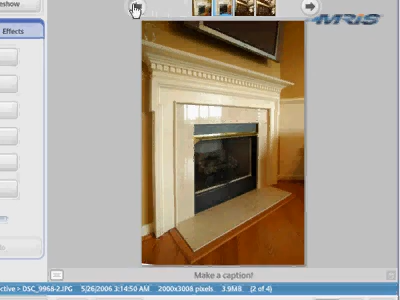 eshow
MRIS
Effects
Make a caption!
ctive > DSC_9968-2.JPG 5/26/2006 3:14:50 AM 2000x3008 pixels 3.9MB (2 of 4)